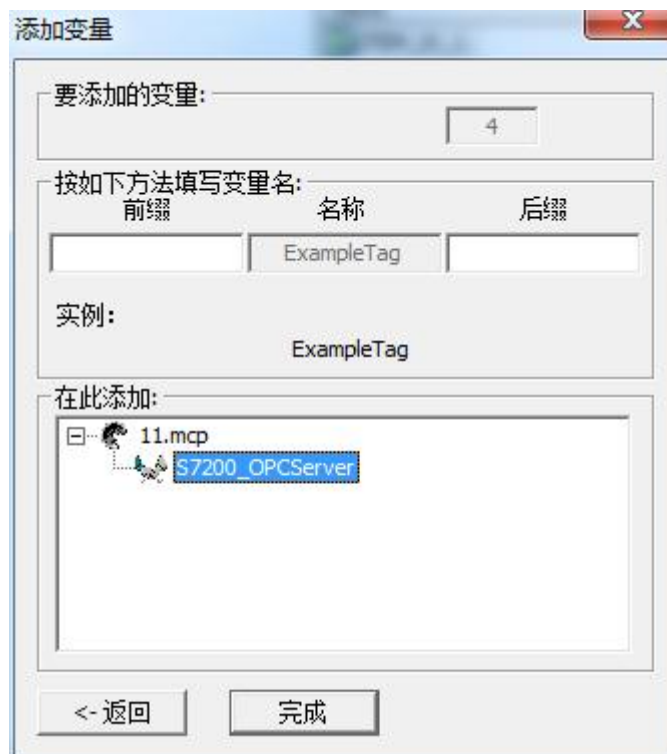 添加变量
要添加的变量:
4
按如下方法填写变量名:
前缀 名称 后缀
ExampleTag
实例:
ExampleTag
在此添加:
11.mcp
S7200_OPCServer
<-返回 完成